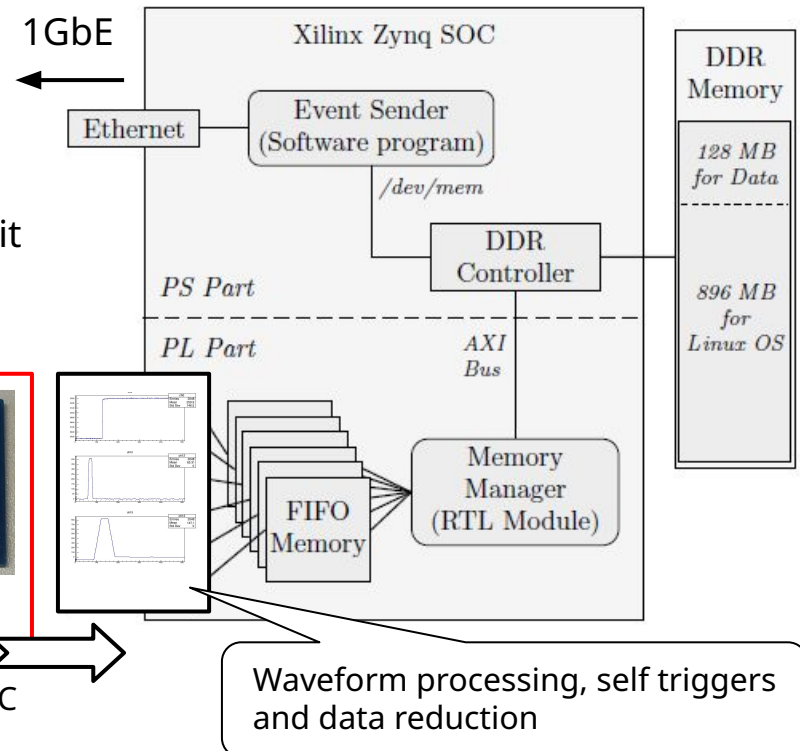 1GbE
Xilinx Zynq SOC
Ethernet
Event Sender
(Software program)
/dev/mem
DDR
Memory
128 MB
for Data
896 MB
for
Linux OS
it
DDR
Controller
PS Part
PL Part
AXI
Bus
FIFO
Memory
Memory
Manager
(RTL Module)
C
Waveform processing, self triggers
and data reduction